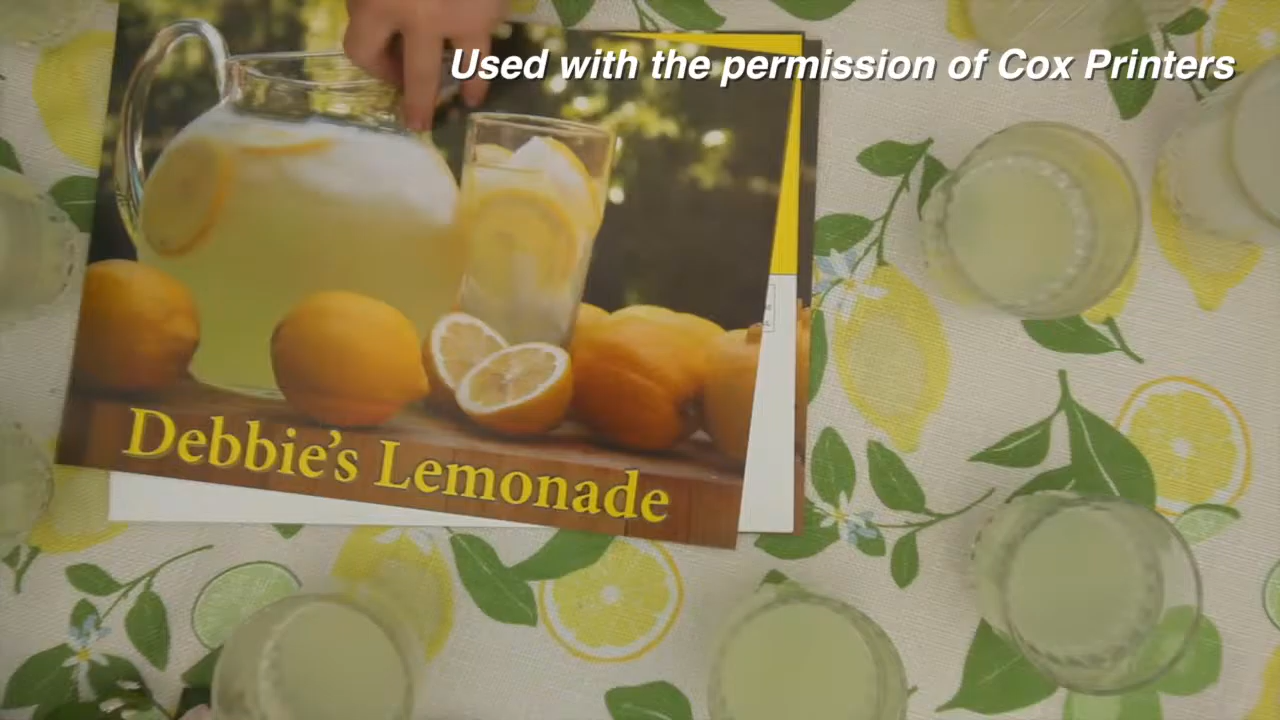 Used with the permission of Cox Printers
Debbie's Lemonade